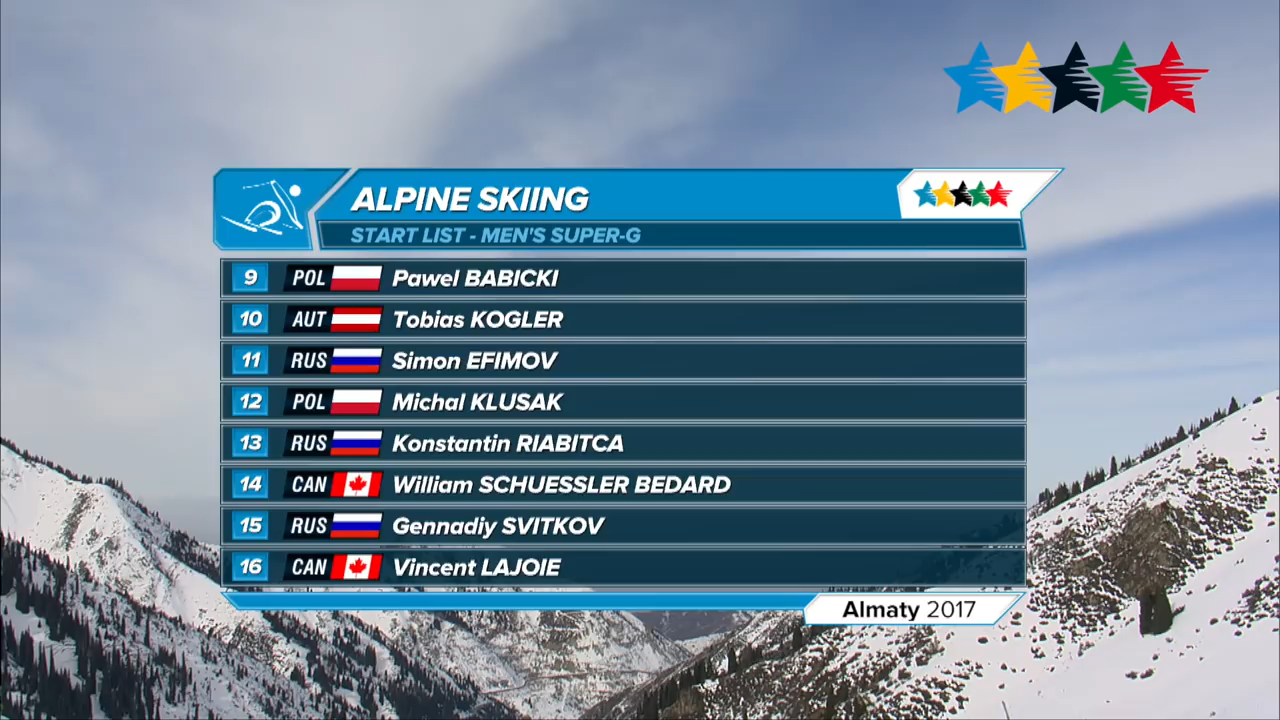 ALPINE SKIING
START LIST - MEN'S SUPER-G
9 POL Pawel BABICKI
10 AUT Tobias KOGLER
11 RUS Simon EFIMOV
12 POL Michal KLUSAK
13 RUS Konstantin RIABITCA
14 CAN William SCHUESSLER BEDARD
15 RUS Gennadiy SVITKOV
16 CAN Vincent LAJOIE
Almaty 2017